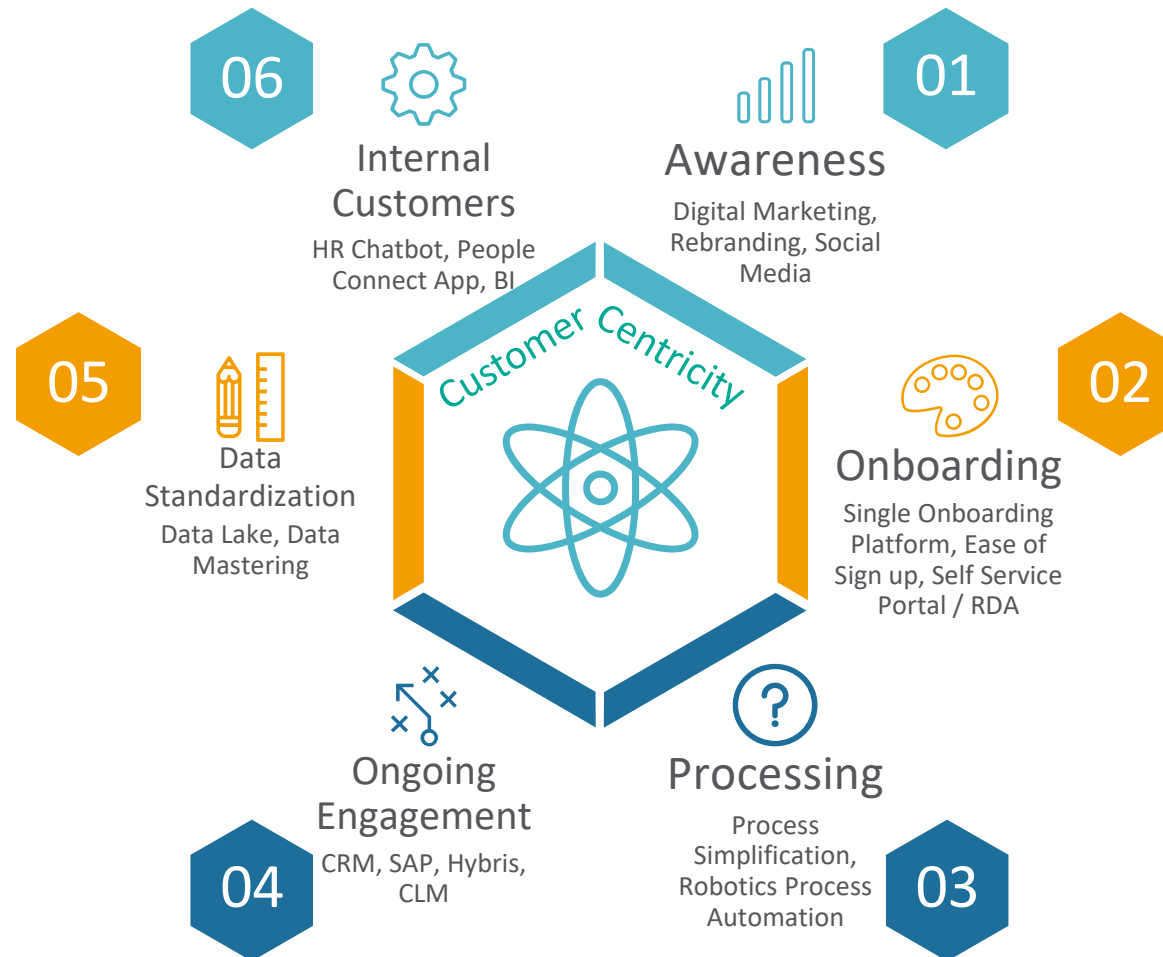 06
Internal
Customers
HR Chatbot, People
Connect App, BI
01
Awareness
Digital Marketing,
Rebranding, Social
Media
Customer Centricity
05
Data
Standardization
Data Lake, Data
Mastering
02
Onboarding
Single Onboarding
Platform, Ease of
Sign up, Self Service
Portal / RDA
?
04
Ongoing
Engagement
CRM, SAP, Hybris,
CLM
Processing
Process
Simplification,
Robotics Process
Automation
03